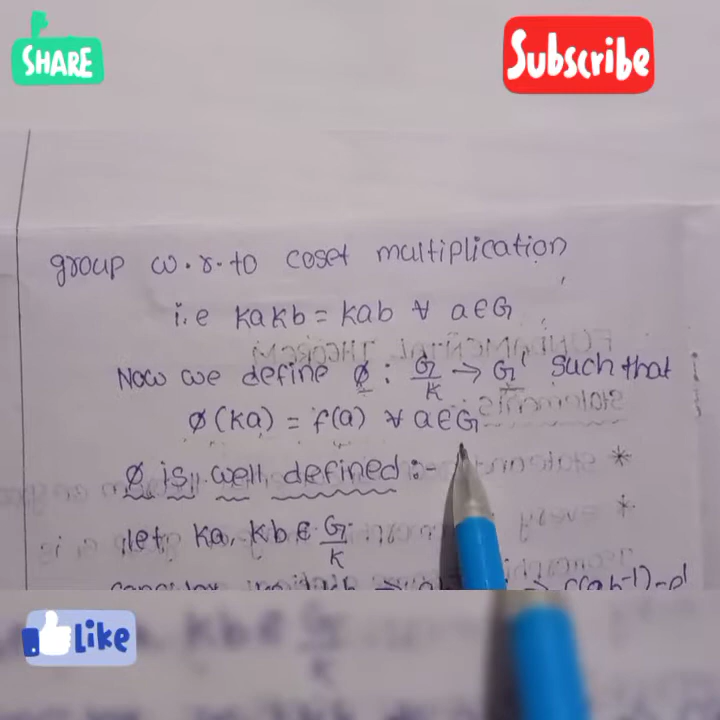 SHARE
Subscribe
group w.r.to coset multiplication
i.e kakb = kab ∀ a∈G
Now we define ø : G/K → G' such that
ø(ka) = f(a) ∀ a∈G
ø is well defined :-
let ka, kb ∈ G/K
Like